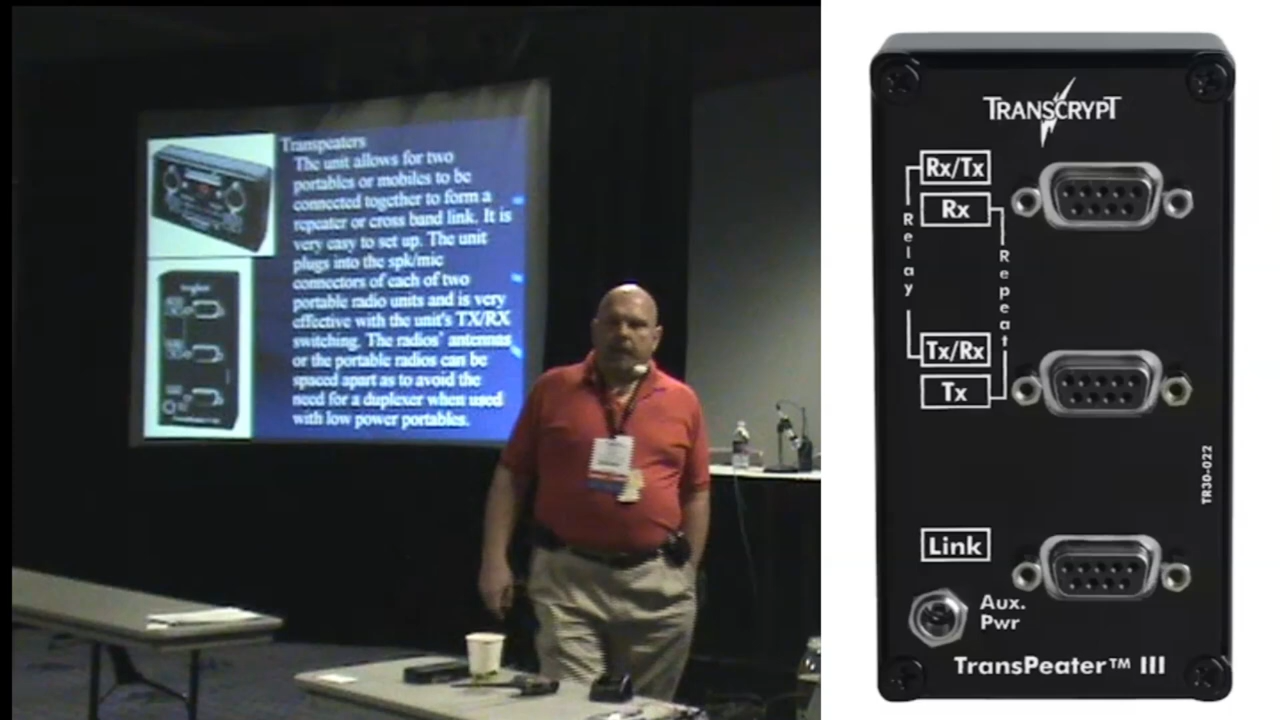 Transpeaters
The unit allows for two
portables or mobiles to be
connected together to form a
repeater or cross band link. It is
very easy to set up. The unit
plugs into the spk/mic
connectors of each of two
portable radio units and is very
effective with the unit's TX/RX
switching. The radios' antennas
or the portable radios can be
spaced apart as to avoid the
need for a duplexer when used
with low power portables.
TRANSCRYPT
Rx/Tx
Rx
Relay
Repeat
Tx/Rx
Tx
TR30-022
Link
Aux.
Pwr
TransPeater™ III